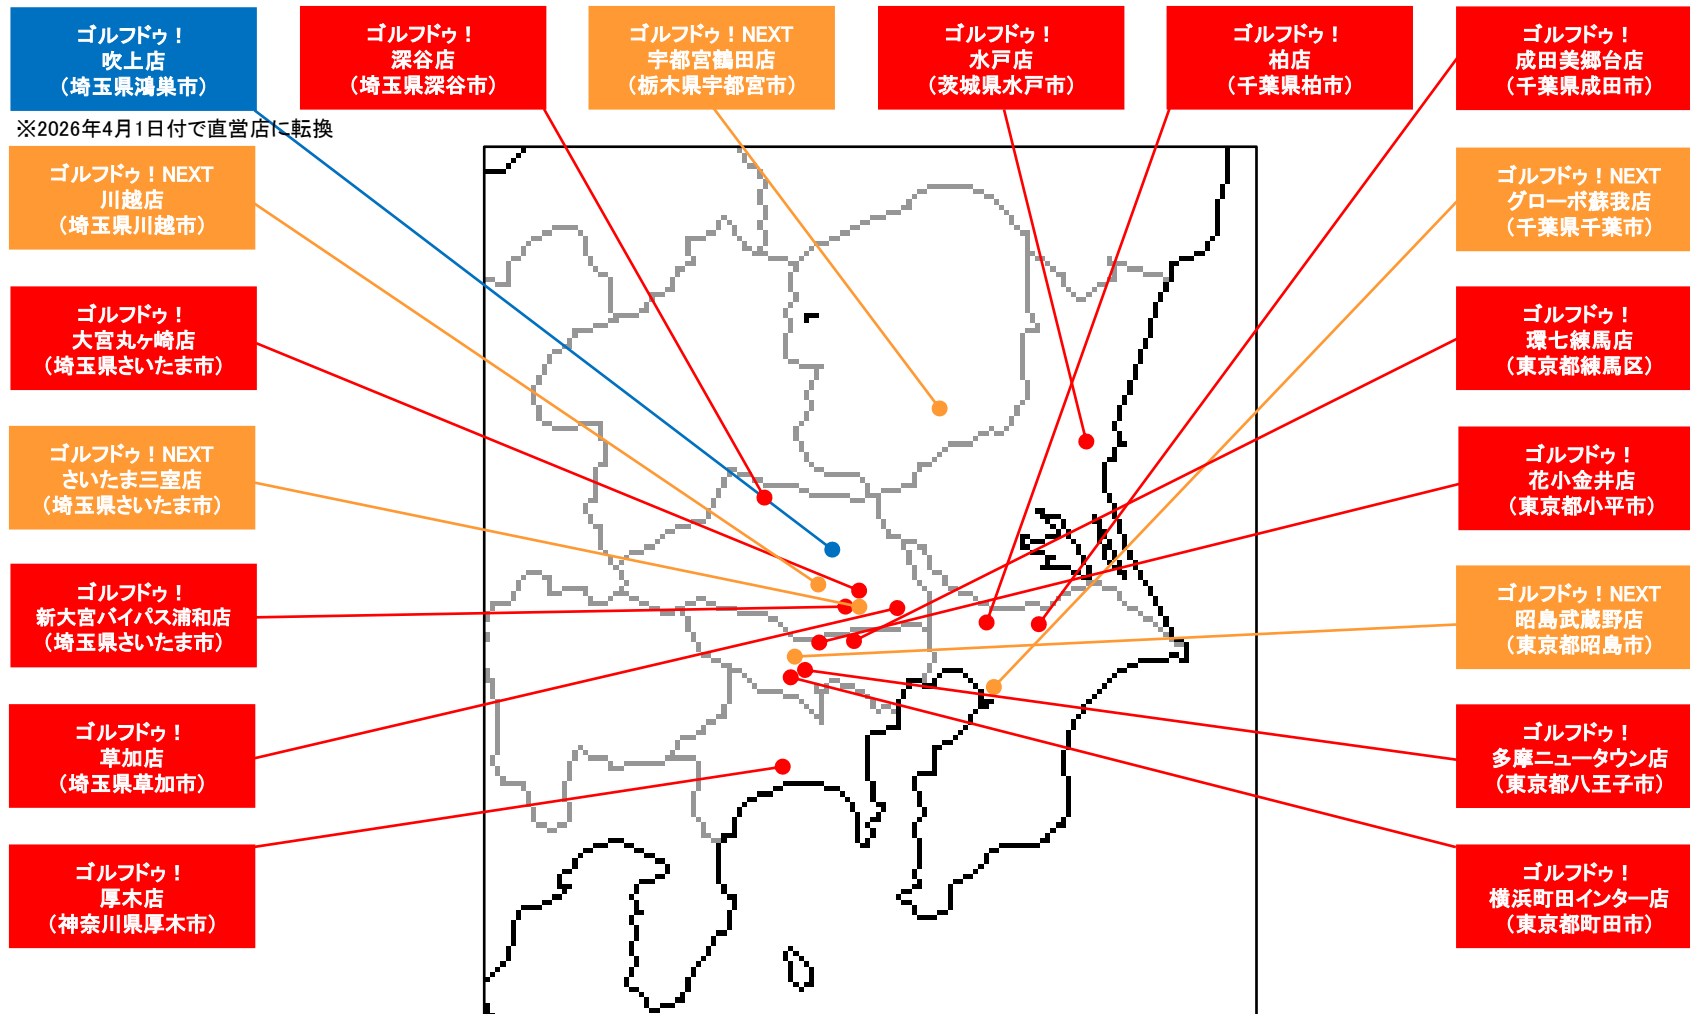 ゴルフドゥ！
吹上店
（埼玉県鴻巣市）
※2026年4月1日付で直営店に転換
ゴルフドゥ！
深谷店
（埼玉県深谷市）
ゴルフドゥ！NEXT
宇都宮鶴田店
（栃木県宇都宮市）
ゴルフドゥ！
水戸店
（茨城県水戸市）
ゴルフドゥ！
柏店
（千葉県柏市）
ゴルフドゥ！
成田美郷台店
（千葉県成田市）
ゴルフドゥ！NEXT
川越店
（埼玉県川越市）
ゴルフドゥ！
大宮丸ヶ崎店
（埼玉県さいたま市）
ゴルフドゥ！NEXT
さいたま三室店
（埼玉県さいたま市）
ゴルフドゥ！
新大宮バイパス浦和店
（埼玉県さいたま市）
ゴルフドゥ！
草加店
（埼玉県草加市）
ゴルフドゥ！
厚木店
（神奈川県厚木市）
ゴルフドゥ！NEXT
グローボ蘇我店
（千葉県千葉市）
ゴルフドゥ！
環七練馬店
（東京都練馬区）
ゴルフドゥ！
花小金井店
（東京都小平市）
ゴルフドゥ！NEXT
昭島武蔵野店
（東京都昭島市）
ゴルフドゥ！
多摩ニュータウン店
（東京都八王子市）
ゴルフドゥ！
横浜町田インター店
（東京都町田市）